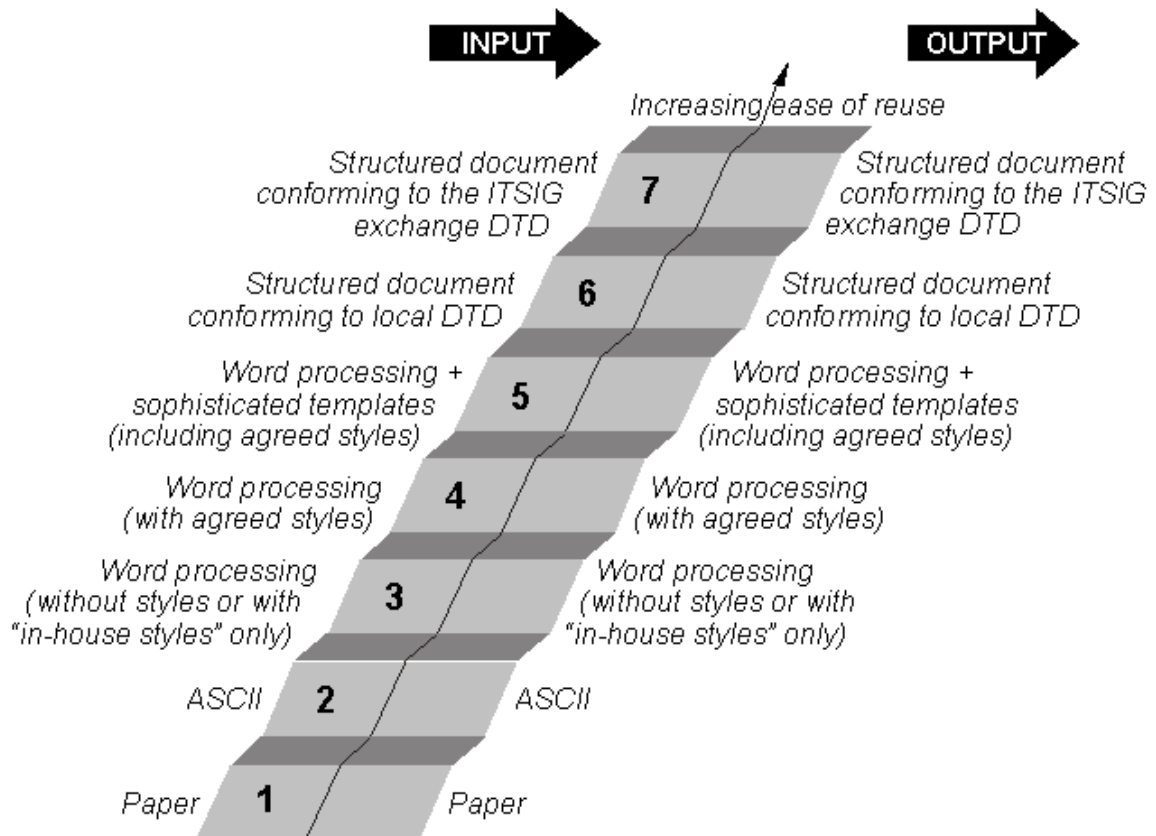 INPUT
OUTPUT
Increasing ease of reuse
Structured document
conforming to the ITSIG
exchange DTD
7
Structured document
conforming to the ITSIG
exchange DTD
Structured document
conforming to local DTD
6
Structured document
conforming to local DTD
Word processing +
sophisticated templates
(including agreed styles)
5
Word processing +
sophisticated templates
(including agreed styles)
Word processing
(with agreed styles)
4
Word processing
(with agreed styles)
Word processing
(without styles or with
“in-house styles” only)
3
Word processing
(without styles or with
“in-house styles” only)
ASCII
2
ASCII
Paper
1
Paper